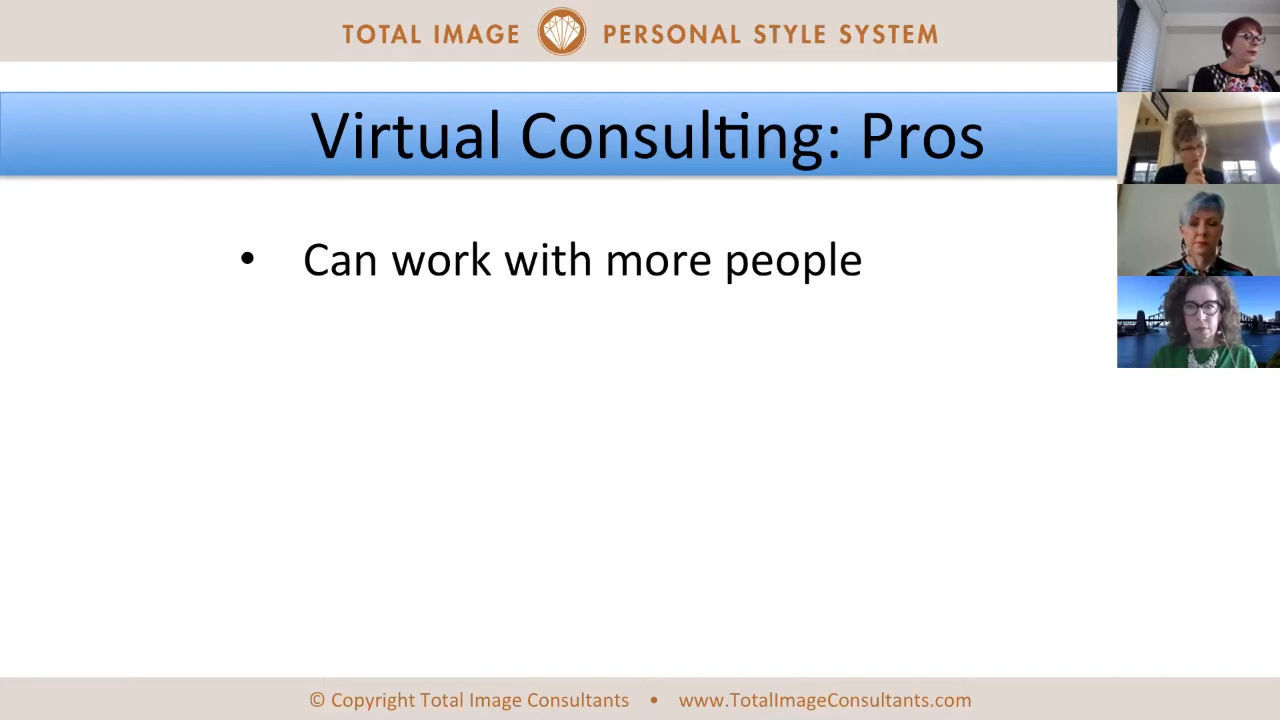 TOTAL IMAGE PERSONAL STYLE SYSTEM
Virtual Consulting: Pros
• Can work with more people
© Copyright Total Image Consultants • www.TotalImageConsultants.com